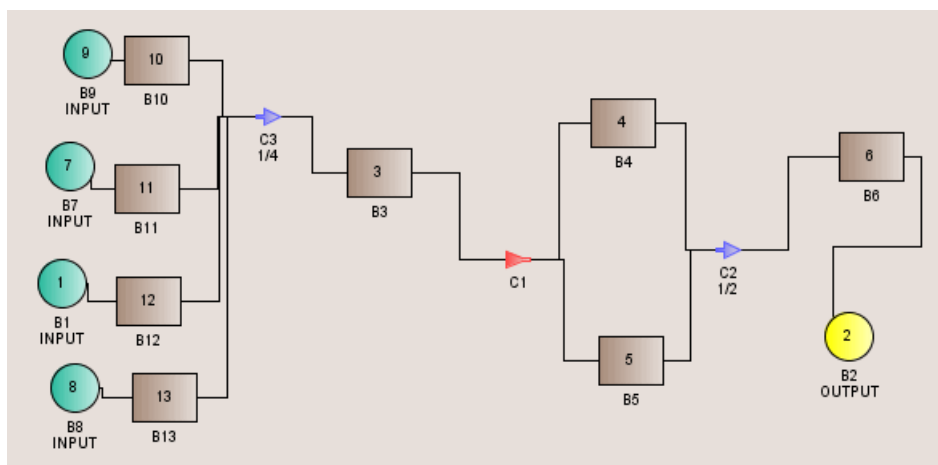 9
B9
INPUT
10
B10
7
B7
INPUT
11
B11
1
B1
INPUT
12
B12
8
B8
INPUT
13
B13
C3
1/4
3
B3
C1
4
B4
5
B5
C2
1/2
6
B6
2
B2
OUTPUT